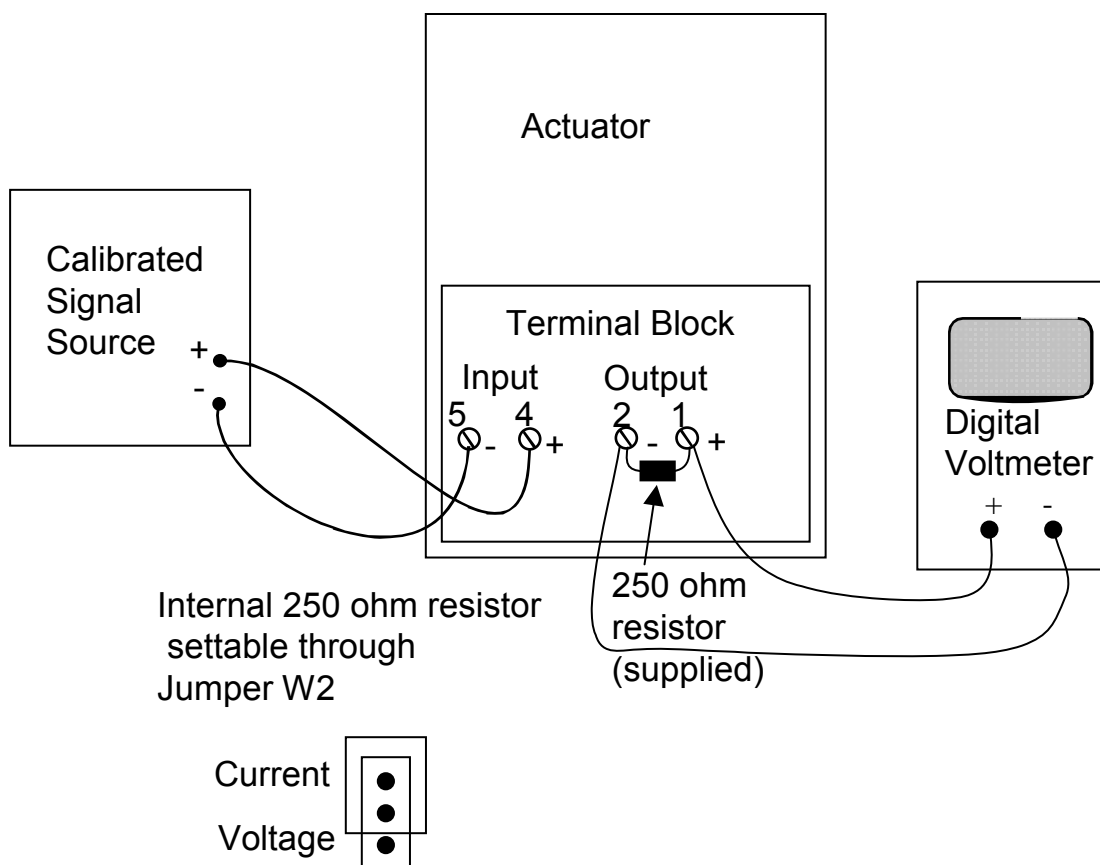 Actuator
Calibrated
Signal
Source
+
-
Terminal Block
Input
Output
5
4
2
1
-
+
-
+
Digital
Voltmeter
+
-
Internal 250 ohm resistor
settable through
Jumper W2
250 ohm
resistor
(supplied)
Current
Voltage